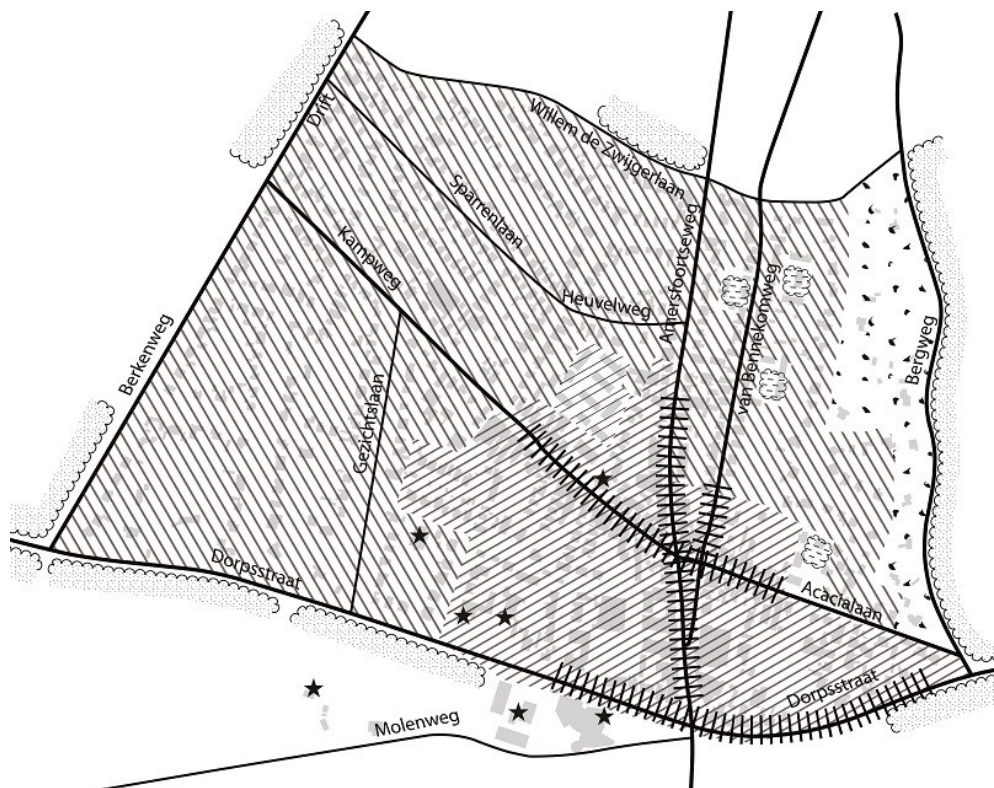 Drift
Willem de Zwijgerlaan
Sparrenlaan
Kampweg
Amersfoortseweg
Heuvelweg
van Bennekomweg
Berkenweg
Bergweg
Gezichtslaan
Dorpsstraat
Acacialaan
Dorpsstraat
Molenweg